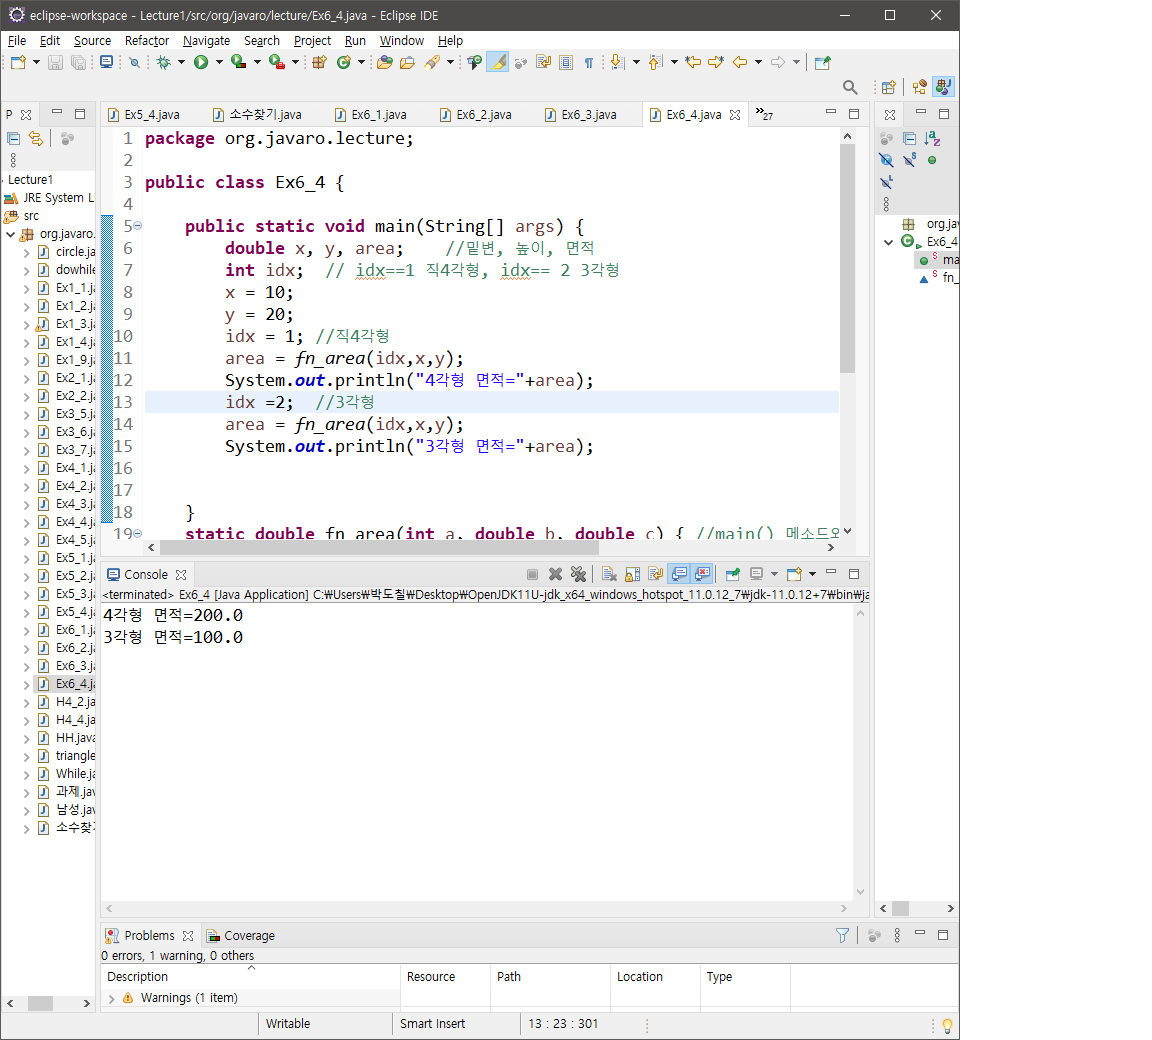 eclipse-workspace - Lecture1/src/org/javaro/lecture/Ex6_4.java - Eclipse IDE
File Edit Source Refactor Navigate Search Project Run Window Help
P
Ex5_4.java 소수찾기.java Ex6_1.java Ex6_2.java Ex6_3.java Ex6_4.java »27
Lecture1
JRE System L
src
org.javaro.
circle.ja
dowhile
Ex1_1.ja
Ex1_2.ja
Ex1_3.ja
Ex1_4.ja
Ex1_9.ja
Ex2_1.ja
Ex2_2.ja
Ex3_5.ja
Ex3_6.ja
Ex3_7.ja
Ex4_1.ja
Ex4_2.ja
Ex4_3.ja
Ex4_4.ja
Ex4_5.ja
Ex5_1.ja
Ex5_2.ja
Ex5_3.ja
Ex5_4.ja
Ex6_1.ja
Ex6_2.ja
Ex6_3.ja
Ex6_4.ja
H4_2.ja
H4_4.ja
HH.java
triangle
While.ja
과제.jav
남성.jav
소수찾기
1 package org.javaro.lecture;
2
3 public class Ex6_4 {
4
5 public static void main(String[] args) {
6 double x, y, area; //밑변, 높이, 면적
7 int idx; // idx==1 직4각형, idx== 2 3각형
8 x = 10;
9 y = 20;
10 idx = 1; //직4각형
11 area = fn_area(idx,x,y);
12 System.out.println("4각형 면적="+area);
13 idx =2; //3각형
14 area = fn_area(idx,x,y);
15 System.out.println("3각형 면적="+area);
16
17
18 }
19 static double fn_area(int a, double b, double c) { //main() 메소드오
org.jav
Ex6_4
ma
fn_
Console
<terminated> Ex6_4 [Java Application] C:₩Users₩박도칠₩Desktop₩OpenJDK11U-jdk_x64_windows_hotspot_11.0.12_7₩jdk-11.0.12+7₩bin₩ja
4각형 면적=200.0
3각형 면적=100.0
Problems Coverage
0 errors, 1 warning, 0 others
Description Resource Path Location Type
Warnings (1 item)
Writable Smart Insert 13 : 23 : 301